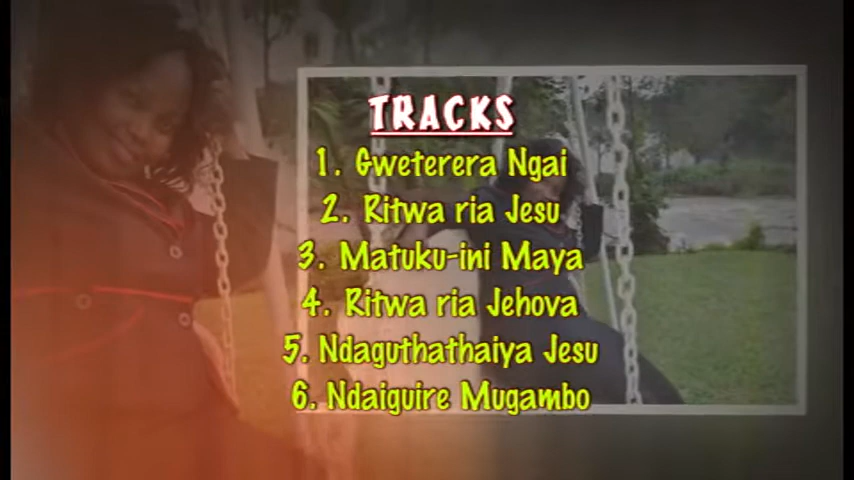 TRACKS
1. Gweterera Ngai
2. Ritwa ria Jesu
3. Matuku-ini Maya
4. Ritwa ria Jehova
5. Ndaguthathaiya Jesu
6. Ndaiguire Mugambo